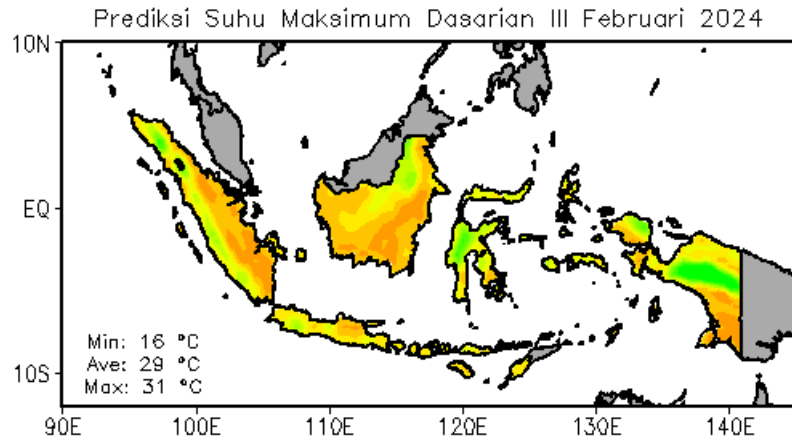 Prediksi Suhu Maksimum Dasarian III Februari 2024
10N
EQ
10S
Min: 16 °C
Ave: 29 °C
Max: 31 °C
90E 100E 110E 120E 130E 140E